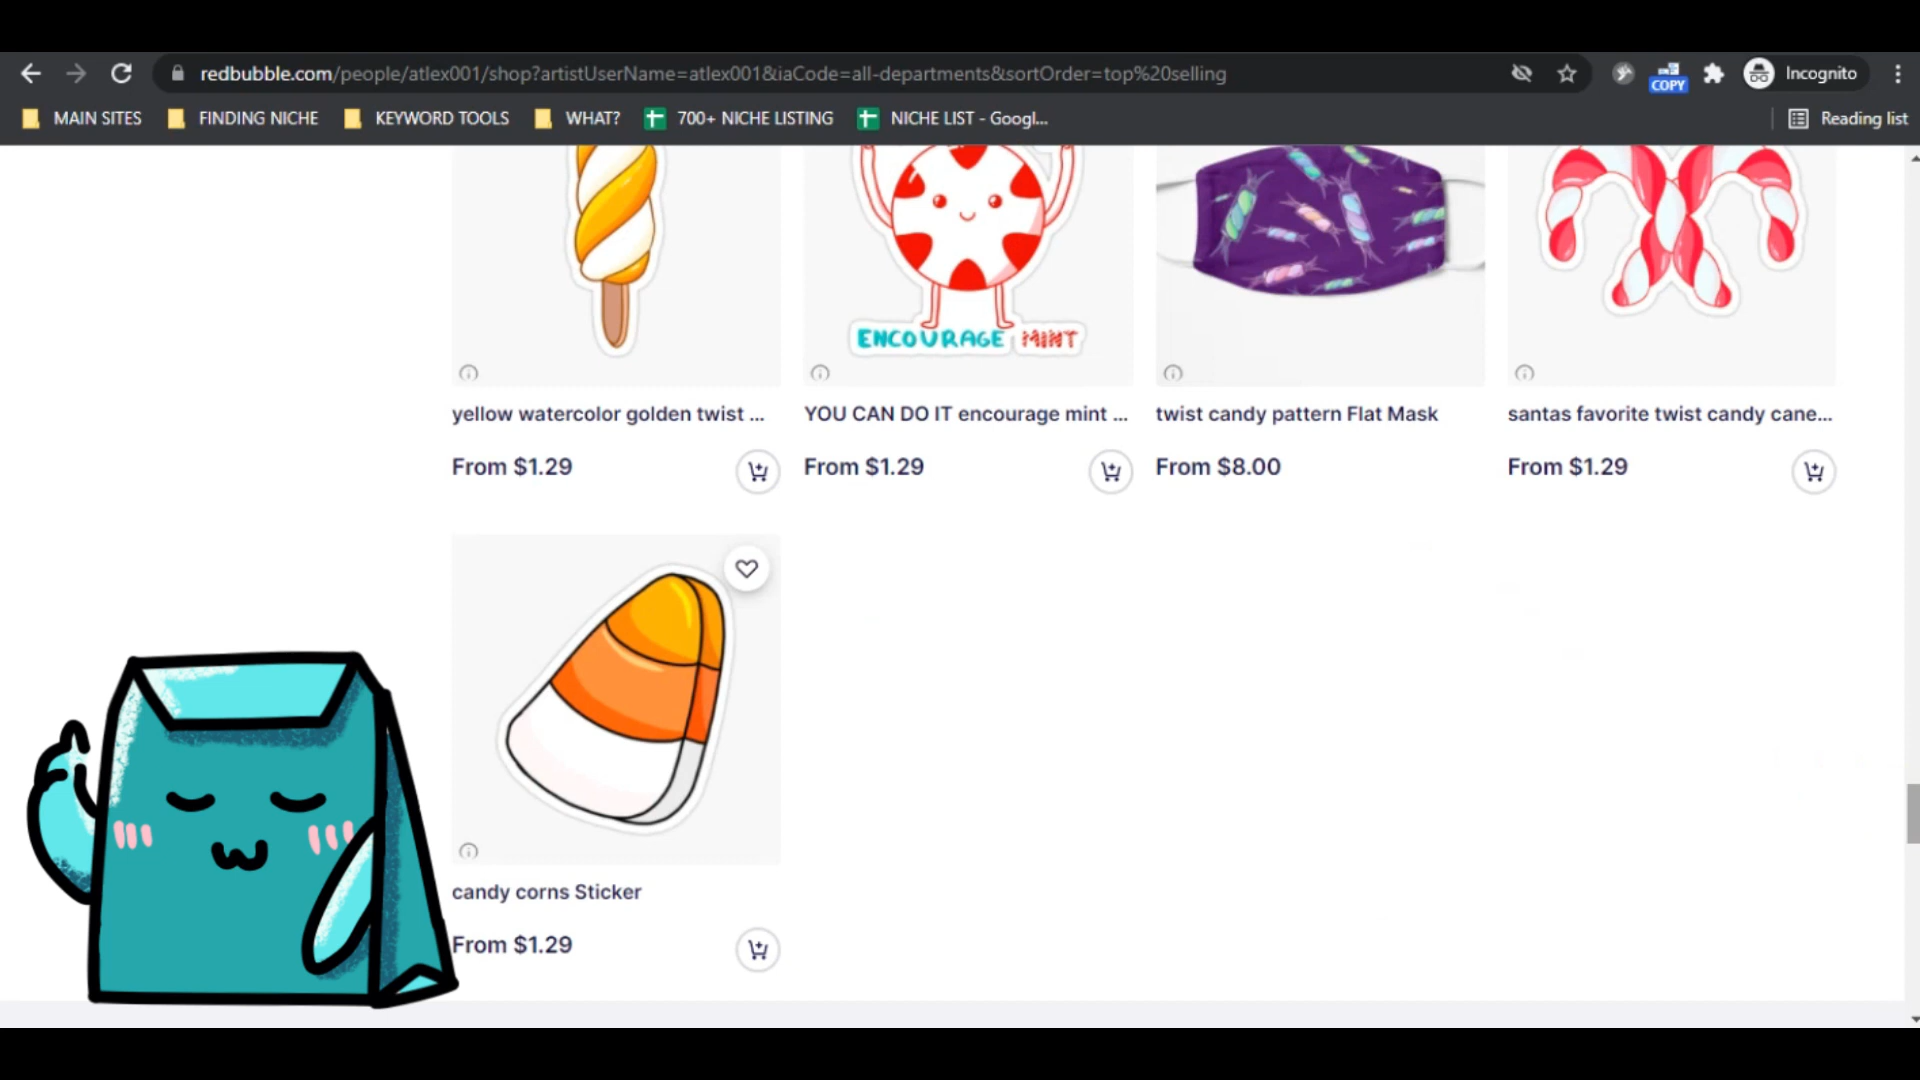 redbubble.com/people/atlex001/shop?artistUserName=atlex001&iaCode=all-departments&sortOrder=top%20selling
COPY
Incognito
MAIN SITES
FINDING NICHE
KEYWORD TOOLS
WHAT?
700+ NICHE LISTING
NICHE LIST - Googl...
Reading list
ENCOURAGE MINT
yellow watercolor golden twist ...
YOU CAN DO IT encourage mint ...
twist candy pattern Flat Mask
santas favorite twist candy cane...
From $1.29
From $1.29
From $8.00
From $1.29
candy corns Sticker
From $1.29